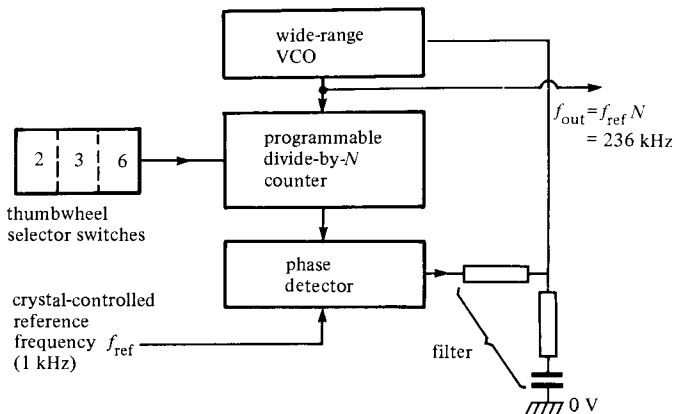 wide-range
VCO
f_out = f_ref N
= 236 kHz
programmable
divide-by-N
counter
2 3 6
thumbwheel
selector switches
phase
detector
crystal-controlled
reference
frequency f_ref
(1 kHz)
filter
0 V